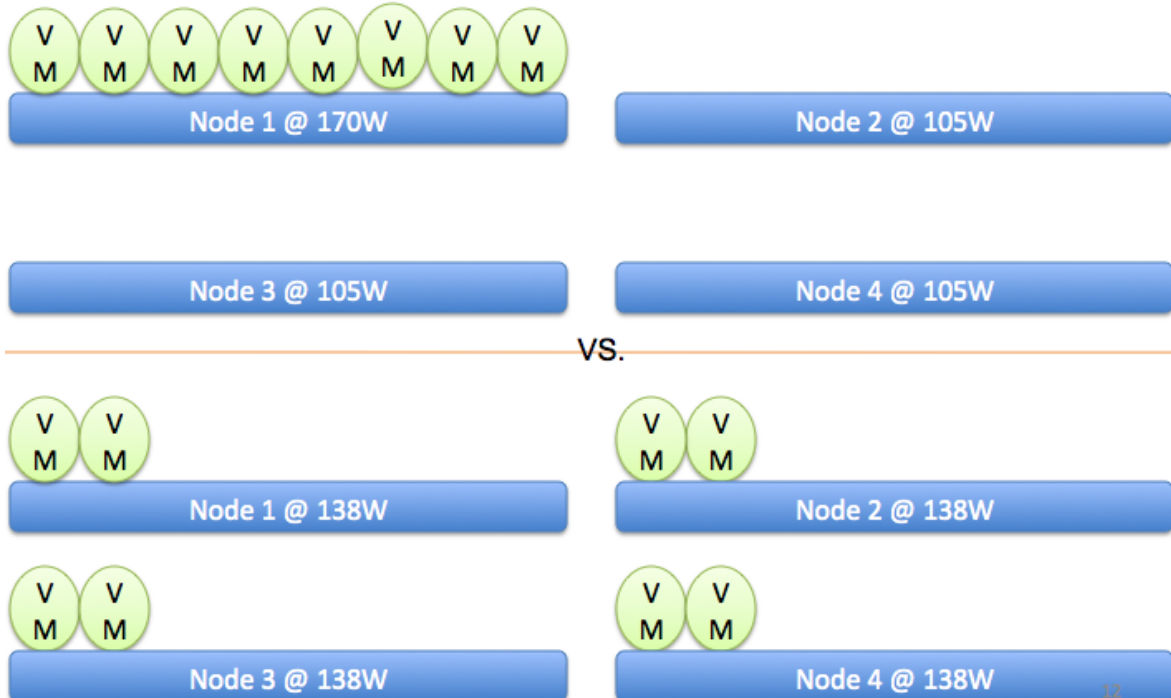 V V V V V V V V
M M M M M M M M
Node 1 @ 170W
Node 2 @ 105W
Node 3 @ 105W
Node 4 @ 105W
VS.
V V
M M
V V
M M
Node 1 @ 138W
Node 2 @ 138W
V V
M M
V V
M M
Node 3 @ 138W
Node 4 @ 138W
12